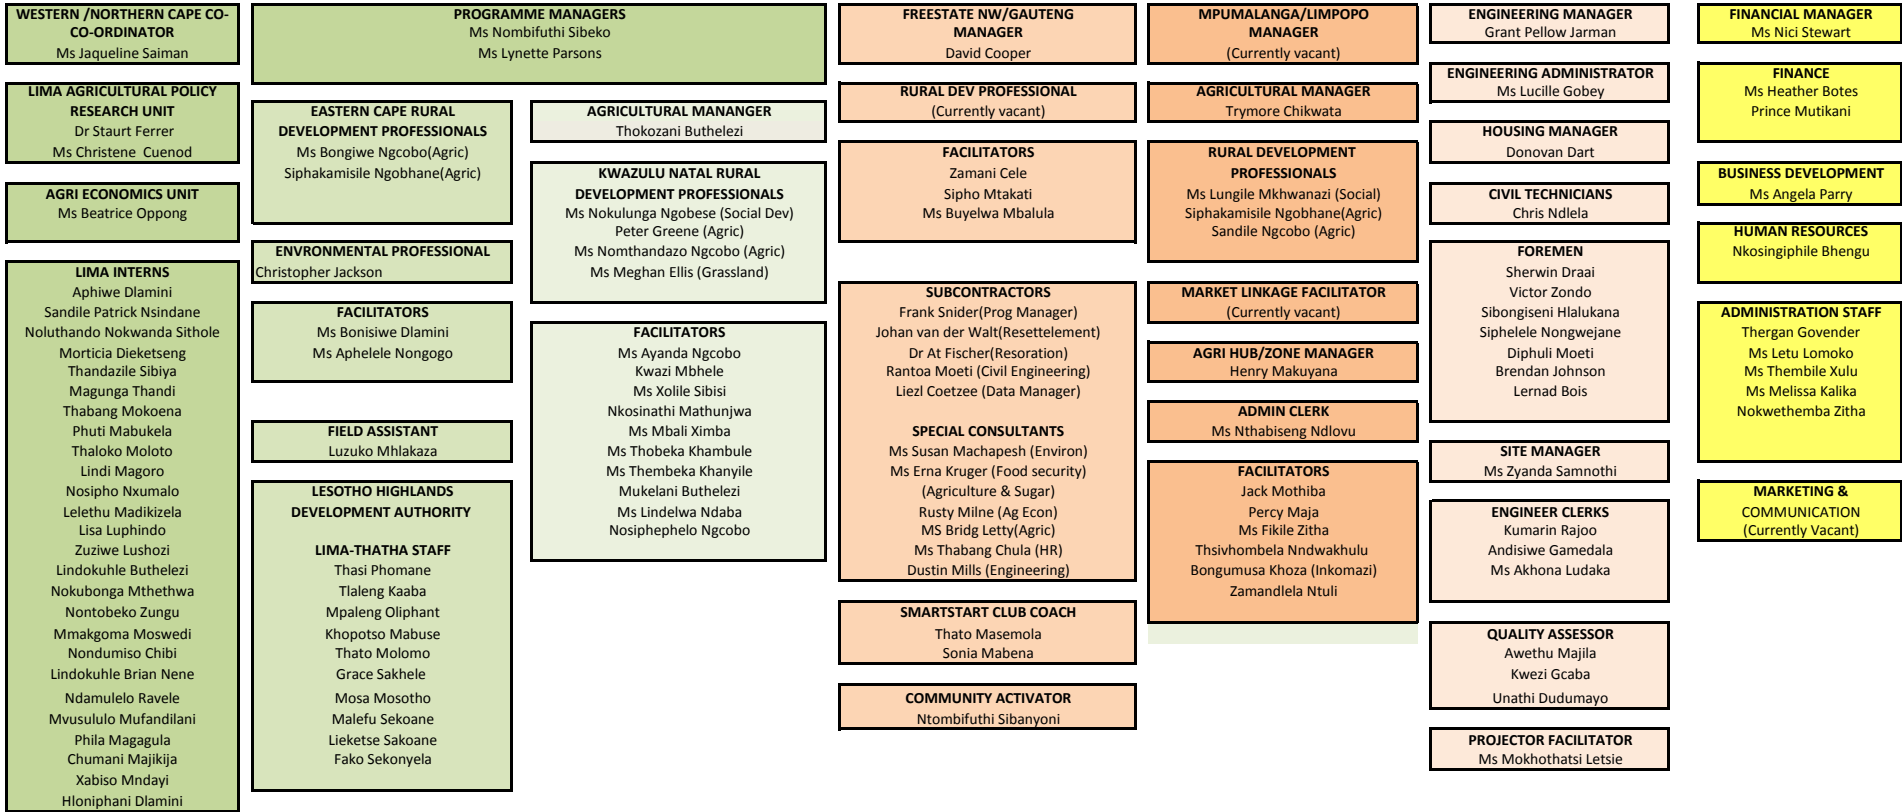 WESTERN /NORTHERN CAPE CO-
CO-ORDINATOR
Ms Jaqueline Saiman
LIMA AGRICULTURAL POLICY
RESEARCH UNIT
Dr Staurt Ferrer
Ms Christene Cuenod
AGRI ECONOMICS UNIT
Ms Beatrice Oppong
LIMA INTERNS
Aphiwe Dlamini
Sandile Patrick Nsindane
Noluthando Nokwanda Sithole
Morticia Dieketseng
Thandazile Sibiya
Magunga Thandi
Thabang Mokoena
Phuti Mabukela
Thaloko Moloto
Lindi Magoro
Nosipho Nxumalo
Lelethu Madikizela
Lisa Luphindo
Zuziwe Lushozi
Lindokuhle Buthelezi
Nokubonga Mthethwa
Nontobeko Zungu
Mmakgoma Moswedi
Nondumiso Chibi
Lindokuhle Brian Nene
Ndamulelo Ravele
Mvusululo Mufandilani
Phila Magagula
Chumani Majikija
Xabiso Mndayi
Hloniphani Dlamini
PROGRAMME MANAGERS
Ms Nombifuthi Sibeko
Ms Lynette Parsons
EASTERN CAPE RURAL
DEVELOPMENT PROFESSIONALS
Ms Bongiwe Ngcobo(Agric)
Siphakamisile Ngobhane(Agric)
ENVRONMENTAL PROFESSIONAL
Christopher Jackson
FACILITATORS
Ms Bonisiwe Dlamini
Ms Aphelele Nongogo
FIELD ASSISTANT
Luzuko Mhlakaza
LESOTHO HIGHLANDS
DEVELOPMENT AUTHORITY
LIMA-THATHA STAFF
Thasi Phomane
Tlaleng Kaaba
Mpaleng Oliphant
Khopotso Mabuse
Thato Molomo
Grace Sakhele
Mosa Mosotho
Malefu Sekoane
Lieketse Sakoane
Fako Sekonyela
AGRICULTURAL MANANGER
Thokozani Buthelezi
KWAZULU NATAL RURAL
DEVELOPMENT PROFESSIONALS
Ms Nokulunga Ngobese (Social Dev)
Peter Greene (Agric)
Ms Nomthandazo Ngcobo (Agric)
Ms Meghan Ellis (Grassland)
FACILITATORS
Ms Ayanda Ngcobo
Kwazi Mbhele
Ms Xolile Sibisi
Nkosinathi Mathunjwa
Ms Mbali Ximba
Ms Thobeka Khambule
Ms Thembeka Khanyile
Mukelani Buthelezi
Ms Lindelwa Ndaba
Nosiphephelo Ngcobo
FREESTATE NW/GAUTENG
MANAGER
David Cooper
RURAL DEV PROFESSIONAL
(Currently vacant)
FACILITATORS
Zamani Cele
Sipho Mtakati
Ms Buyelwa Mbalula
SUBCONTRACTORS
Frank Snider(Prog Manager)
Johan van der Walt(Resettelement)
Dr At Fischer(Resoration)
Rantoa Moeti (Civil Engineering)
Liezl Coetzee (Data Manager)
SPECIAL CONSULTANTS
Ms Susan Machapesh (Environ)
Ms Erna Kruger (Food security)
(Agriculture & Sugar)
Rusty Milne (Ag Econ)
MS Bridg Letty(Agric)
Ms Thabang Chula (HR)
Dustin Mills (Engineering)
SMARTSTART CLUB COACH
Thato Masemola
Sonia Mabena
COMMUNITY ACTIVATOR
Ntombifuthi Sibanyoni
MPUMALANGA/LIMPOPO
MANAGER
(Currently vacant)
AGRICULTURAL MANAGER
Trymore Chikwata
RURAL DEVELOPMENT
PROFESSIONALS
Ms Lungile Mkhwanazi (Social)
Siphakamisile Ngobhane(Agric)
Sandile Ngcobo (Agric)
MARKET LINKAGE FACILITATOR
(Currently vacant)
AGRI HUB/ZONE MANAGER
Henry Makuyana
ADMIN CLERK
Ms Nthabiseng Ndlovu
FACILITATORS
Jack Mothiba
Percy Maja
Ms Fikile Zitha
Thsivhombela Nndwakhulu
Bongumusa Khoza (Inkomazi)
Zamandlela Ntuli
ENGINEERING MANAGER
Grant Pellow Jarman
ENGINEERING ADMINISTRATOR
Ms Lucille Gobey
HOUSING MANAGER
Donovan Dart
CIVIL TECHNICIANS
Chris Ndlela
FOREMEN
Sherwin Draai
Victor Zondo
Sibongiseni Hlalukana
Siphelele Nongwejane
Diphuli Moeti
Brendan Johnson
Lernad Bois
SITE MANAGER
Ms Zyanda Samnothi
ENGINEER CLERKS
Kumarin Rajoo
Andisiwe Gamedala
Ms Akhona Ludaka
QUALITY ASSESSOR
Awethu Majila
Kwezi Gcaba
Unathi Dudumayo
PROJECTOR FACILITATOR
Ms Mokhothatsi Letsie
FINANCIAL MANAGER
Ms Nici Stewart
FINANCE
Ms Heather Botes
Prince Mutikani
BUSINESS DEVELOPMENT
Ms Angela Parry
HUMAN RESOURCES
Nkosingiphile Bhengu
ADMINISTRATION STAFF
Thergan Govender
Ms Letu Lomoko
Ms Thembile Xulu
Ms Melissa Kalika
Nokwethemba Zitha
MARKETING &
COMMUNICATION
(Currently Vacant)